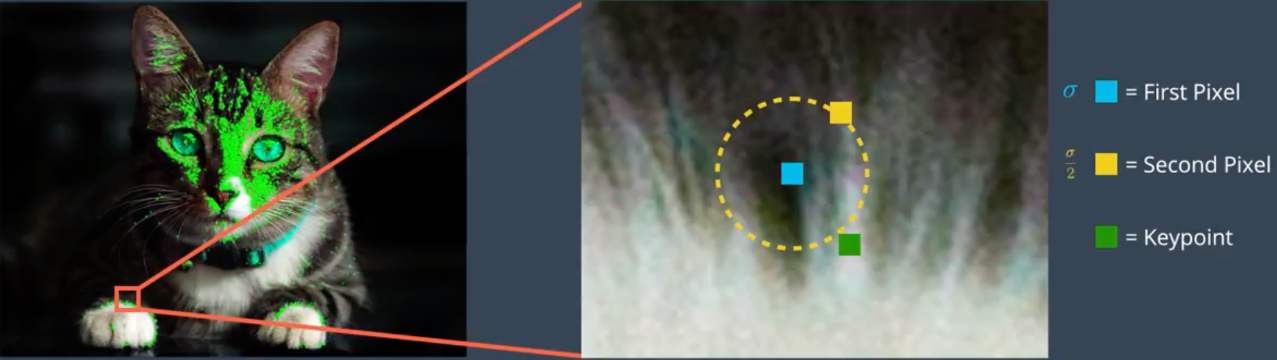 σ = First Pixel
σ/2 = Second Pixel
= Keypoint